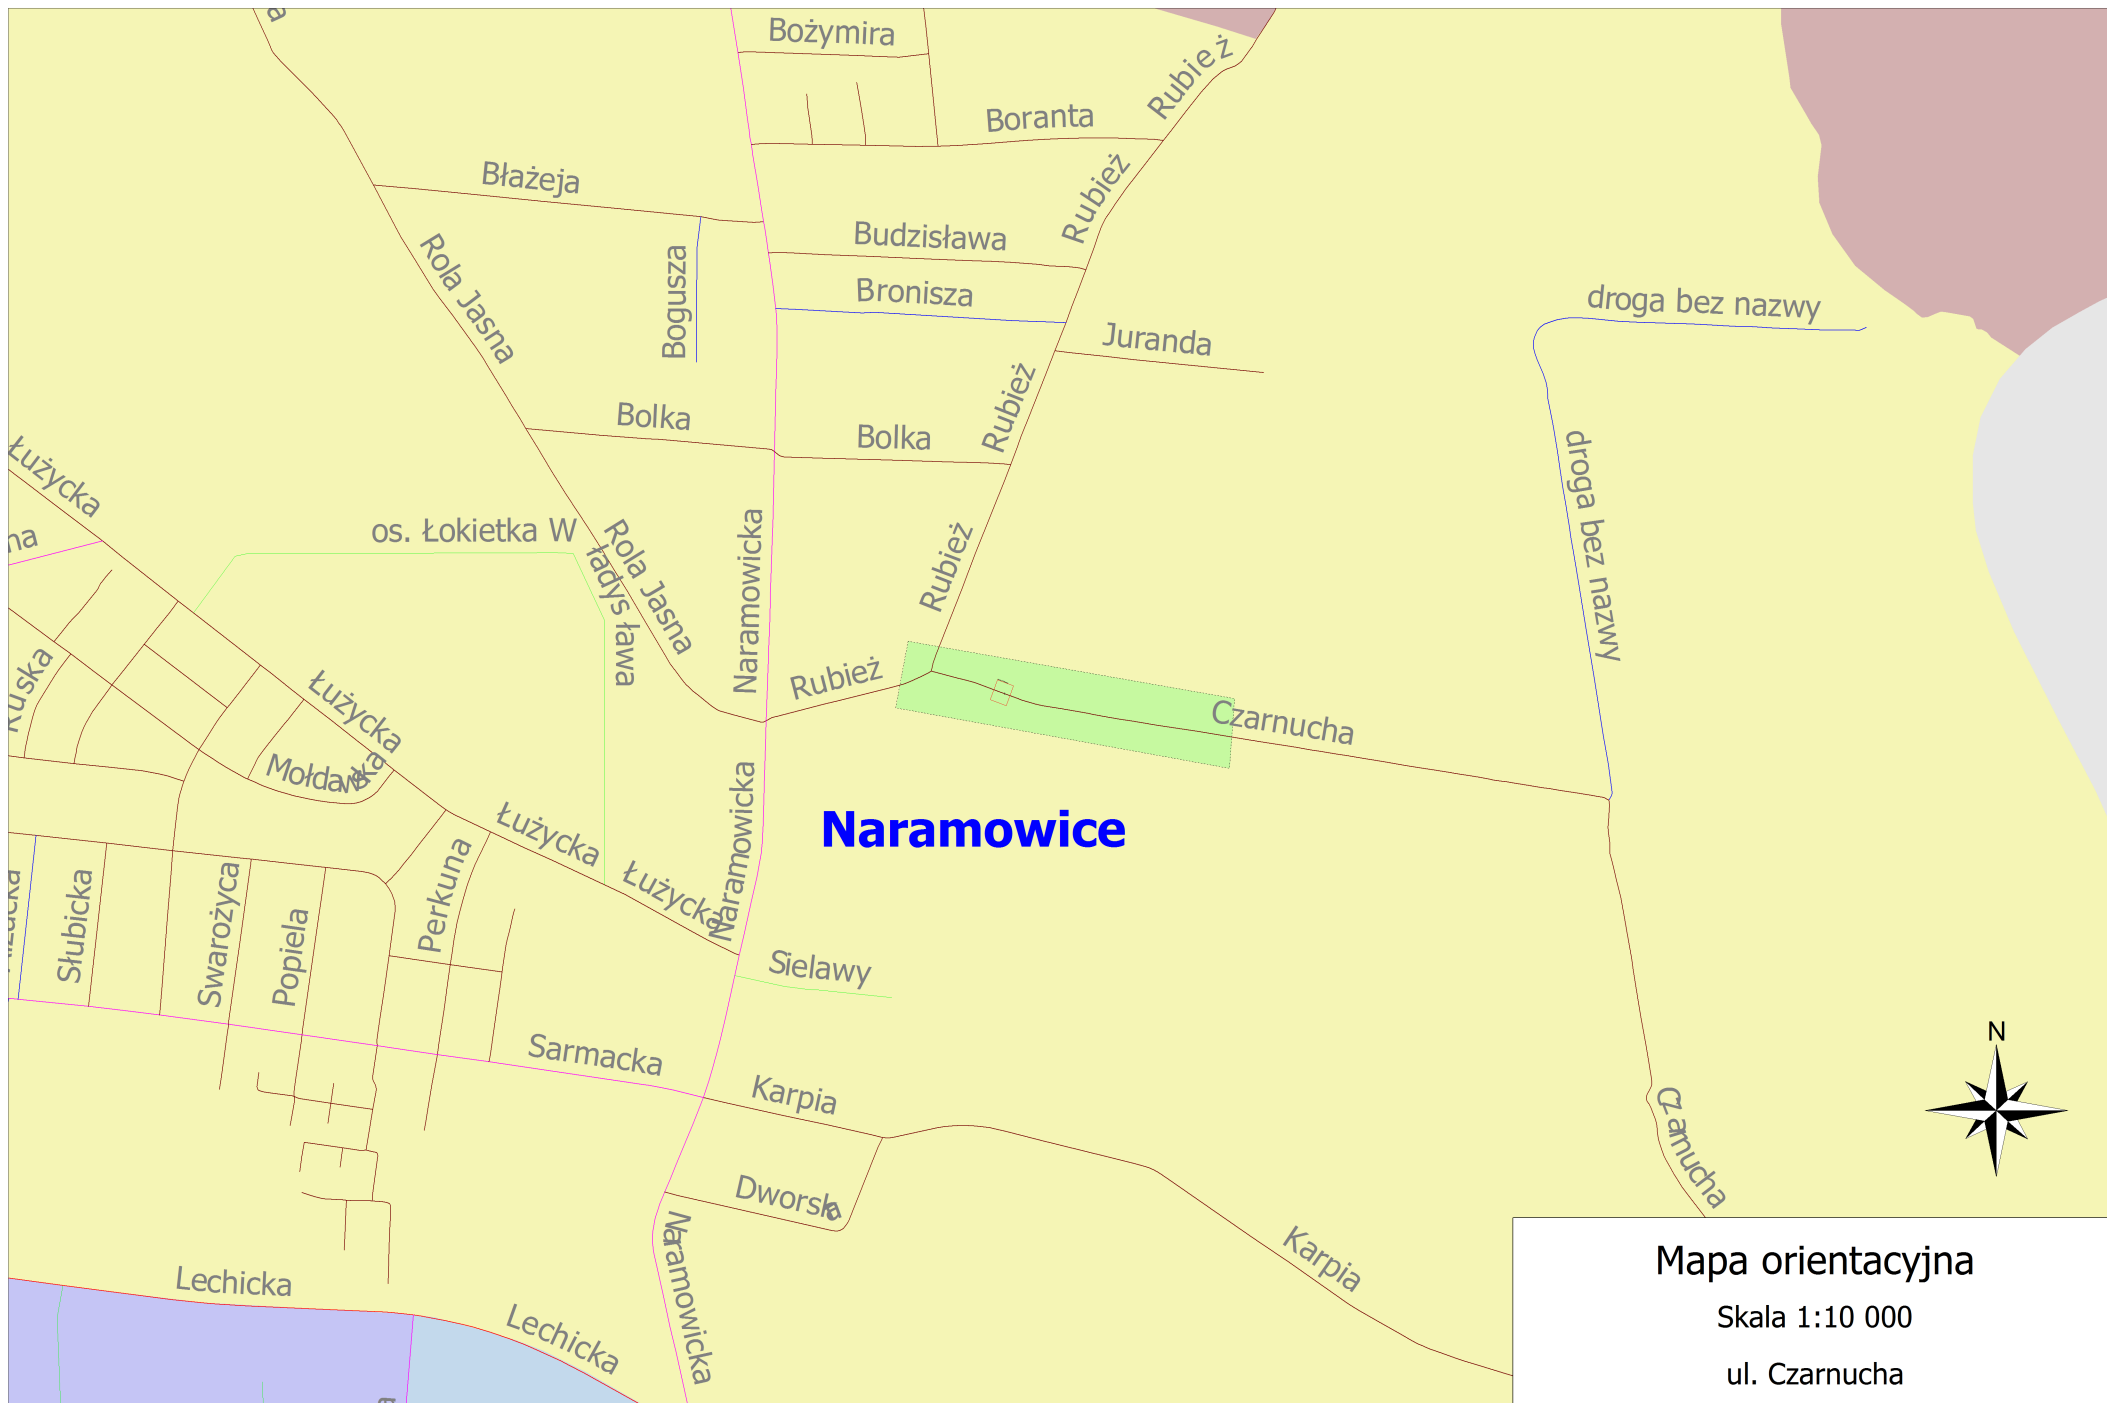 Bożymira
Rubież
Boranta
Błażeja
Rubież
Budzisława
Rola Jasna
Bogusza
Bronisza
droga bez nazwy
Juranda
Bolka
Bolka
Rubież
Łużycka
droga bez nazwy
os. Łokietka Władysława
Rola Jasna
Naramowicka
Rubież
Rubież
Łużycka
Czarnucha
Mołdawska
Naramowicka
Naramowice
Łużycka
Perkuna
Łużycka
Słubicka
Swarożyca
Popiela
Sielawy
N
Sarmacka
Karpia
Czarnucha
Dworska
Naramowicka
Karpia
Lechicka
Lechicka
Mapa orientacyjna
Skala 1:10 000
ul. Czarnucha